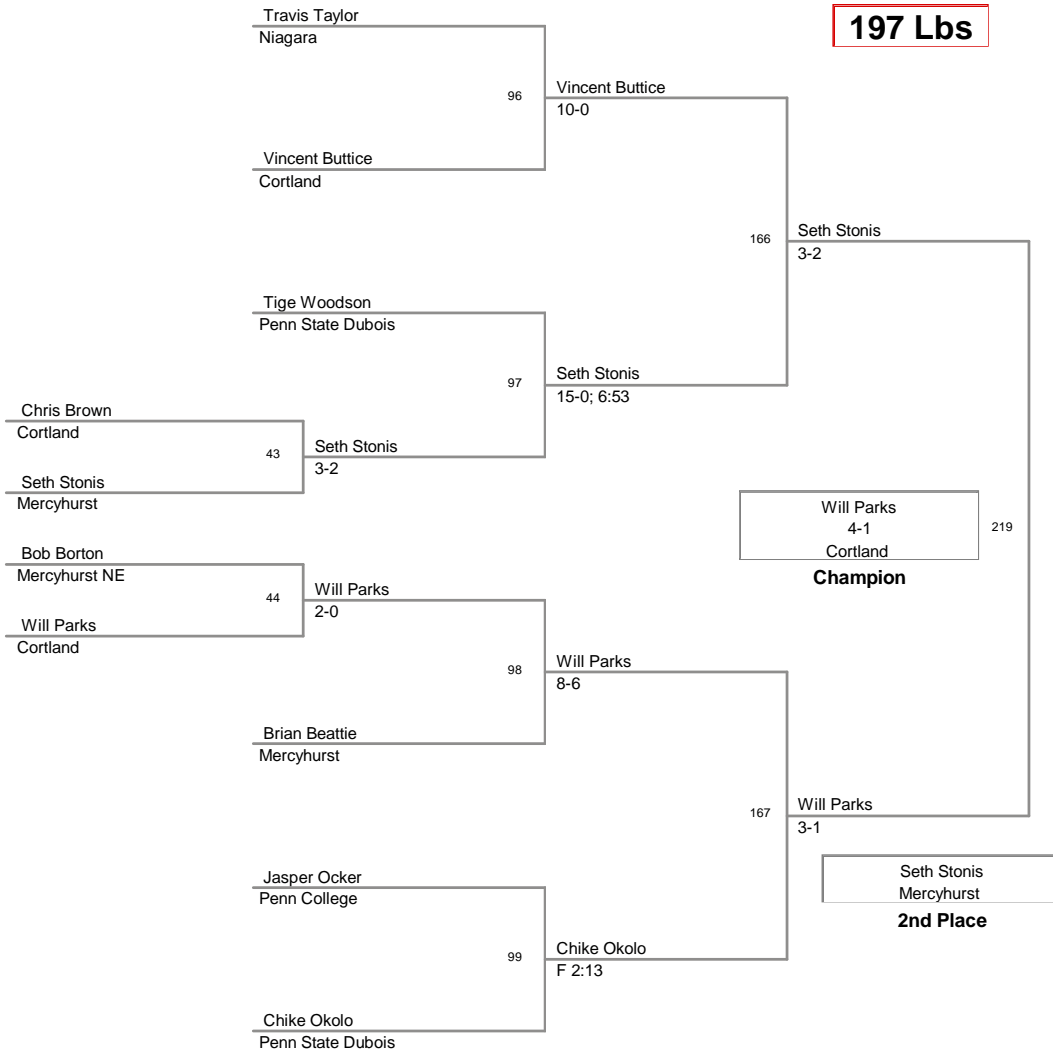 Travis Taylor
Niagara
197 Lbs
96
Vincent Buttice
10-0
Vincent Buttice
Cortland
166
Seth Stonis
3-2
Tige Woodson
Penn State Dubois
97
Seth Stonis
15-0; 6:53
Chris Brown
Cortland
43
Seth Stonis
3-2
Seth Stonis
Mercyhurst
Will Parks
4-1
Cortland
219
Champion
Bob Borton
Mercyhurst NE
44
Will Parks
2-0
Will Parks
Cortland
98
Will Parks
8-6
Brian Beattie
Mercyhurst
167
Will Parks
3-1
Seth Stonis
Mercyhurst
2nd Place
Jasper Ocker
Penn College
99
Chike Okolo
F 2:13
Chike Okolo
Penn State Dubois